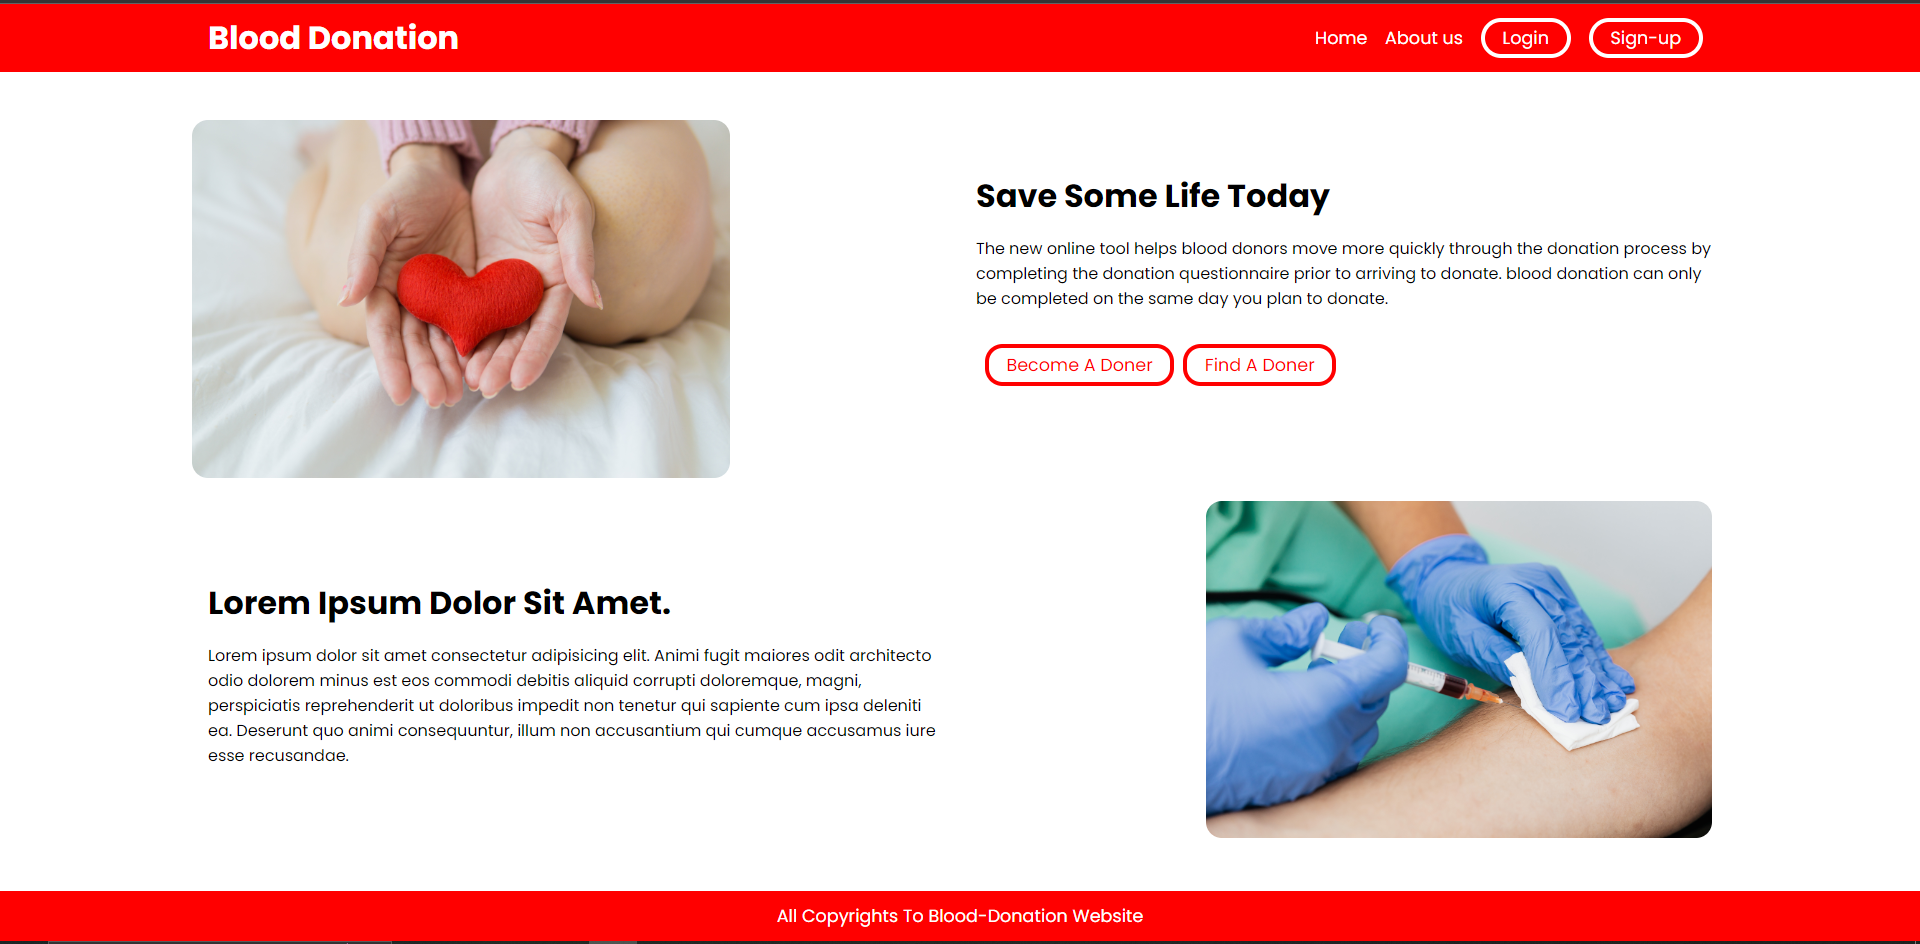 Blood Donation
Home About us Login Sign-up
Save Some Life Today
The new online tool helps blood donors move more quickly through the donation process by
completing the donation questionnaire prior to arriving to donate. blood donation can only
be completed on the same day you plan to donate.
Become A Doner Find A Doner
Lorem Ipsum Dolor Sit Amet.
Lorem ipsum dolor sit amet consectetur adipisicing elit. Animi fugit maiores odit architecto
odio dolorem minus est eos commodi debitis aliquid corrupti doloremque, magni,
perspiciatis reprehenderit ut doloribus impedit non tenetur qui sapiente cum ipsa deleniti
ea. Deserunt quo animi consequuntur, illum non accusantium qui cumque accusamus iure
esse recusandae.
All Copyrights To Blood-Donation Website